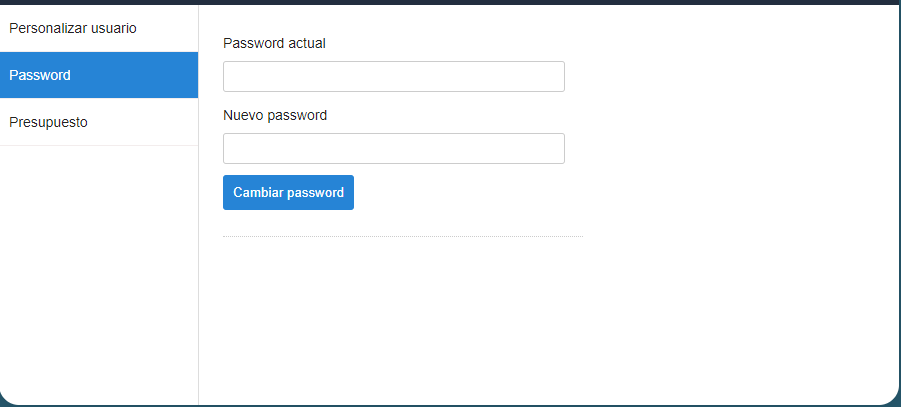 Personalizar usuario
Password
Presupuesto
Password actual
Nuevo password
Cambiar password